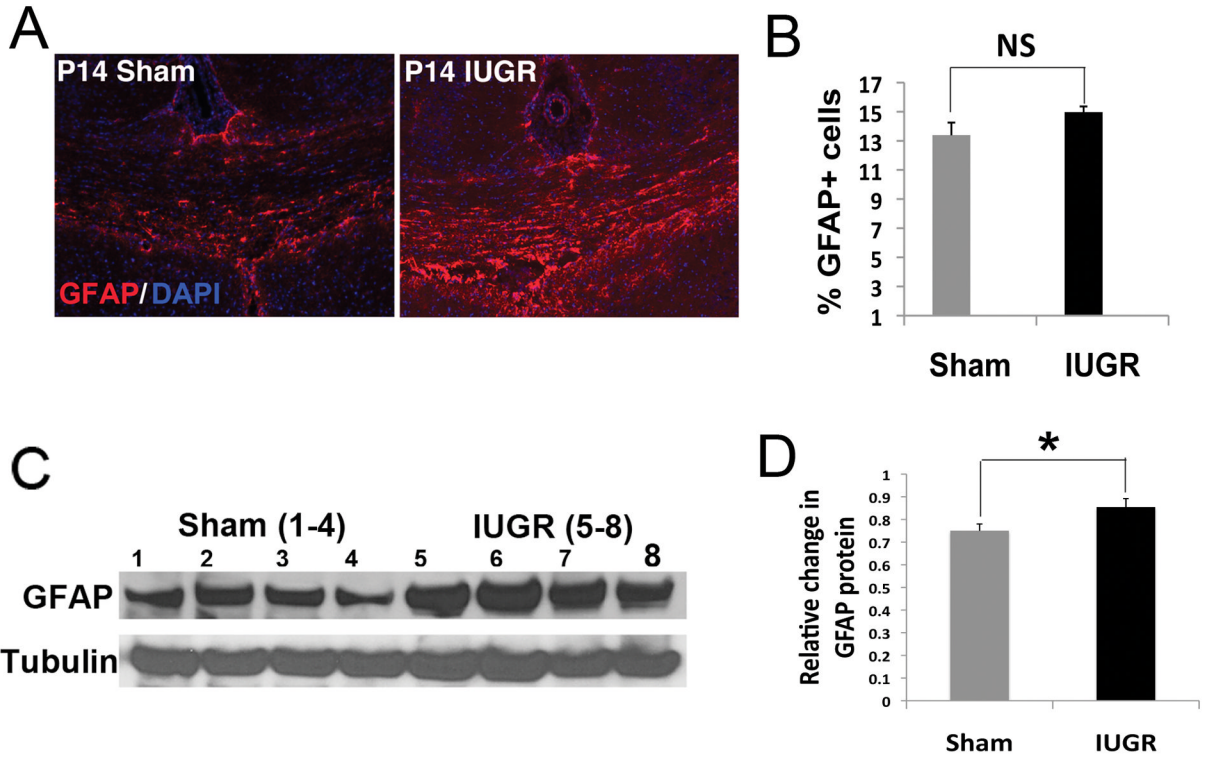 A
P14 Sham
P14 IUGR
GFAP/DAPI
B
NS
% GFAP+ cells
17
15
13
11
9
7
5
3
1
Sham
IUGR
C
Sham (1-4)
IUGR (5-8)
1 2 3 4 5 6 7 8
GFAP
Tubulin
D
*
Relative change in
GFAP protein
1
0.9
0.8
0.7
0.6
0.5
0.4
0.3
0.2
0.1
0
Sham
IUGR